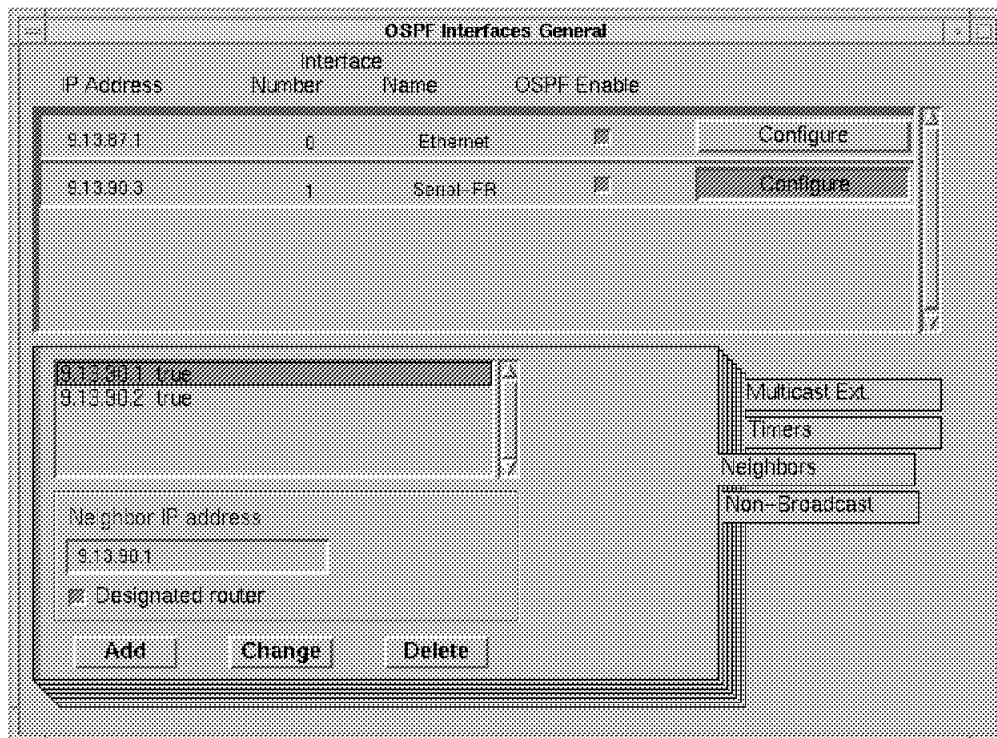 OSPF Interfaces General
Interface
IP Address Number Name OSPF Enable
9.13.87.1 0 Ethernet Configure
9.13.90.3 1 Serial-FR Configure
9.13.90.1 true
9.13.90.2 true
Multicast Ext.
Timers
Neighbors
Non-Broadcast
Neighbor IP address
9.13.90.1
Designated router
Add Change Delete